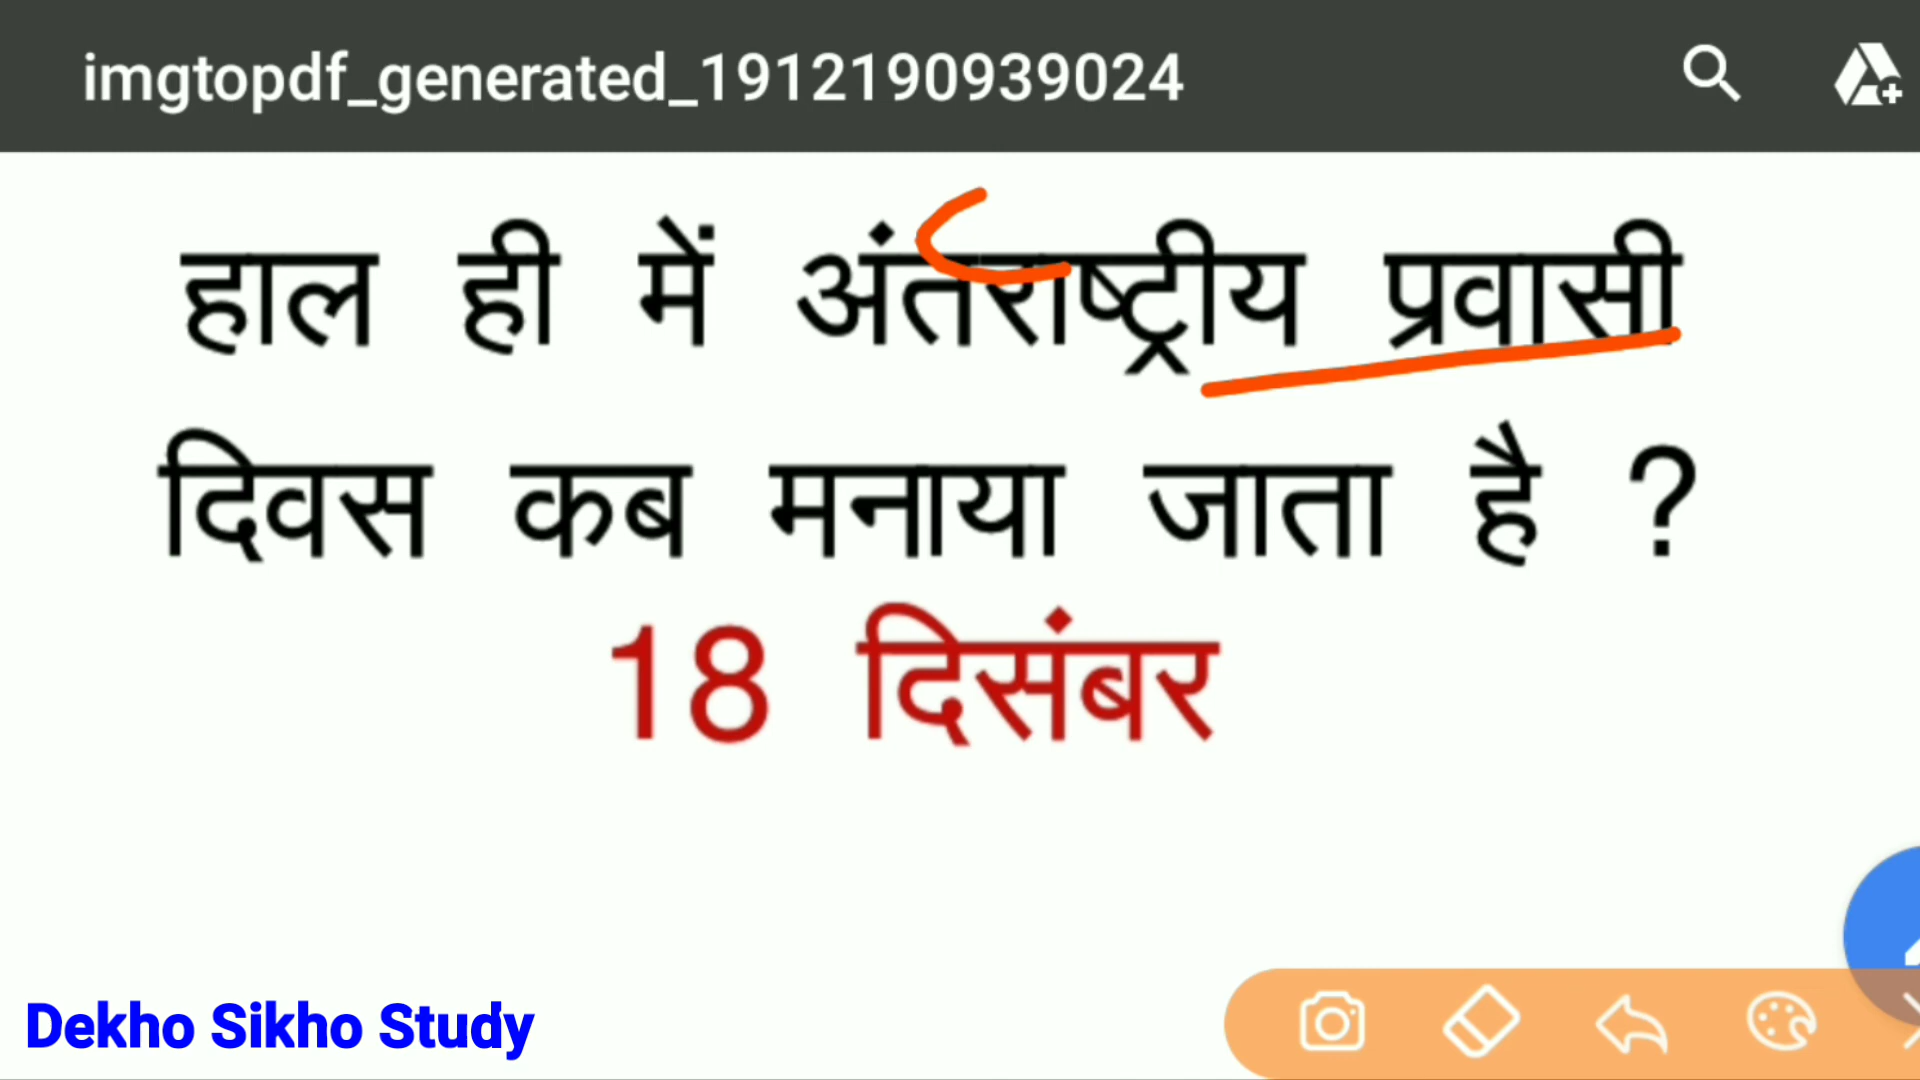 imgtopdf_generated_1912190939024
हाल ही में अंतराष्ट्रीय प्रवासी
दिवस कब मनाया जाता है ?
18 दिसंबर
Dekho Sikho Study